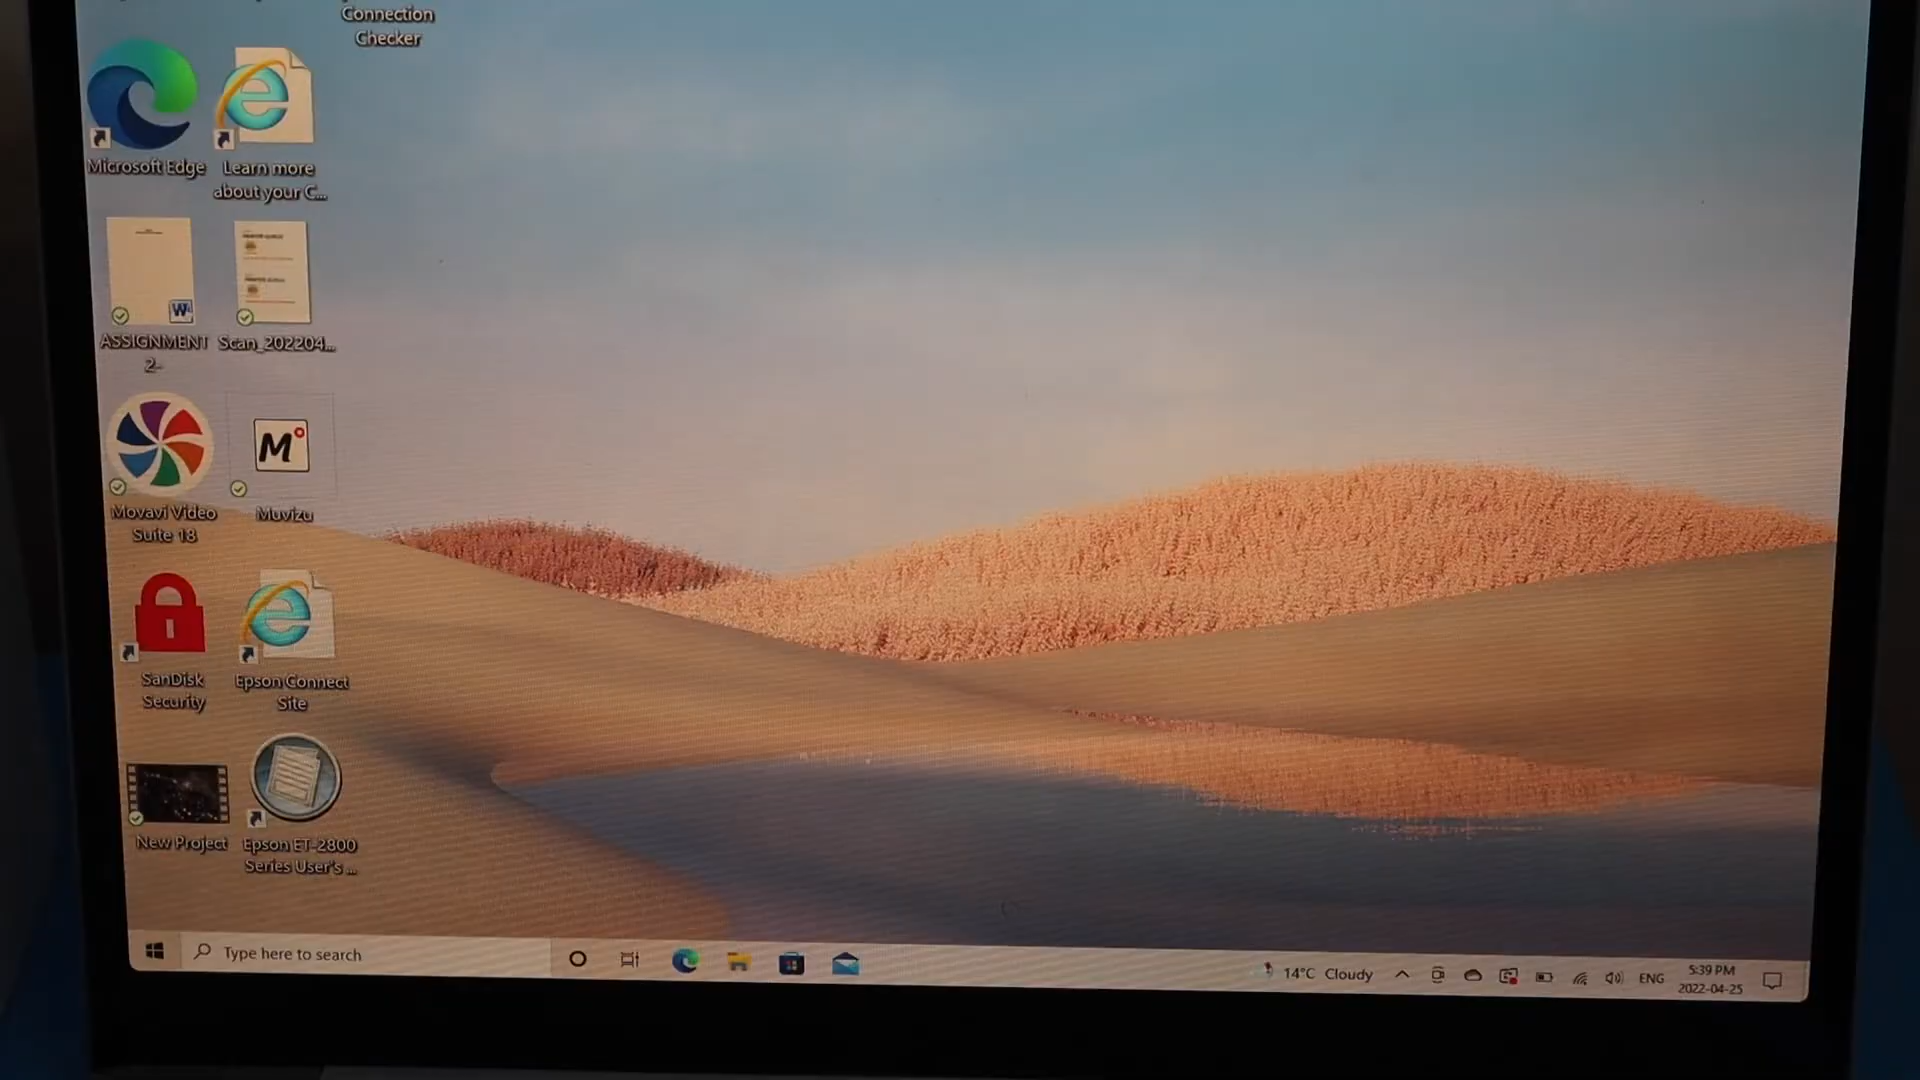 Connection
Checker
Microsoft Edge
Learn more
about your C...
ASSIGNMENT
2-
Scan_202204...
W
Movavi Video
Suite 18
M
Muvizu
SanDisk
Security
Epson Connect
Site
New Project
Epson ET-2800
Series User's ...
Type here to search
14°C Cloudy
ENG
5:39 PM
2022-04-25